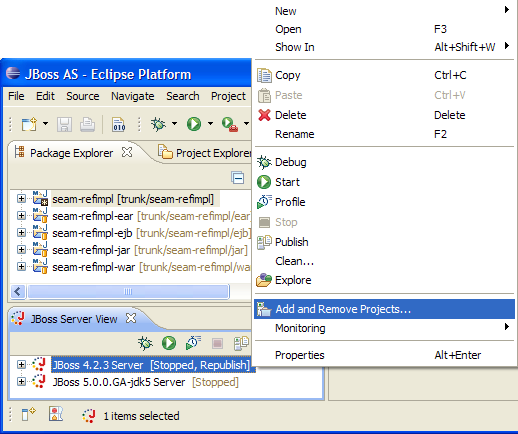 New
Open F3
Show In Alt+Shift+W
Copy Ctrl+C
Paste Ctrl+V
Delete Delete
Rename F2
Debug
Start
Profile
Stop
Publish
Clean...
Explore
Add and Remove Projects...
Monitoring
Properties Alt+Enter
JBoss AS - Eclipse Platform
File Edit Source Navigate Search Project
010
Package Explorer Project Explorer
seam-refimpl [trunk/seam-refimpl]
seam-refimpl-ear [trunk/seam-refimpl/ear
seam-refimpl-ejb [trunk/seam-refimpl/ejb]
seam-refimpl-jar [trunk/seam-refimpl/jar]
seam-refimpl-war [trunk/seam-refimpl/wa
JBoss Server View
JBoss 4.2.3 Server [Stopped, Republish]
JBoss 5.0.0.GA-jdk5 Server [Stopped]
1 items selected